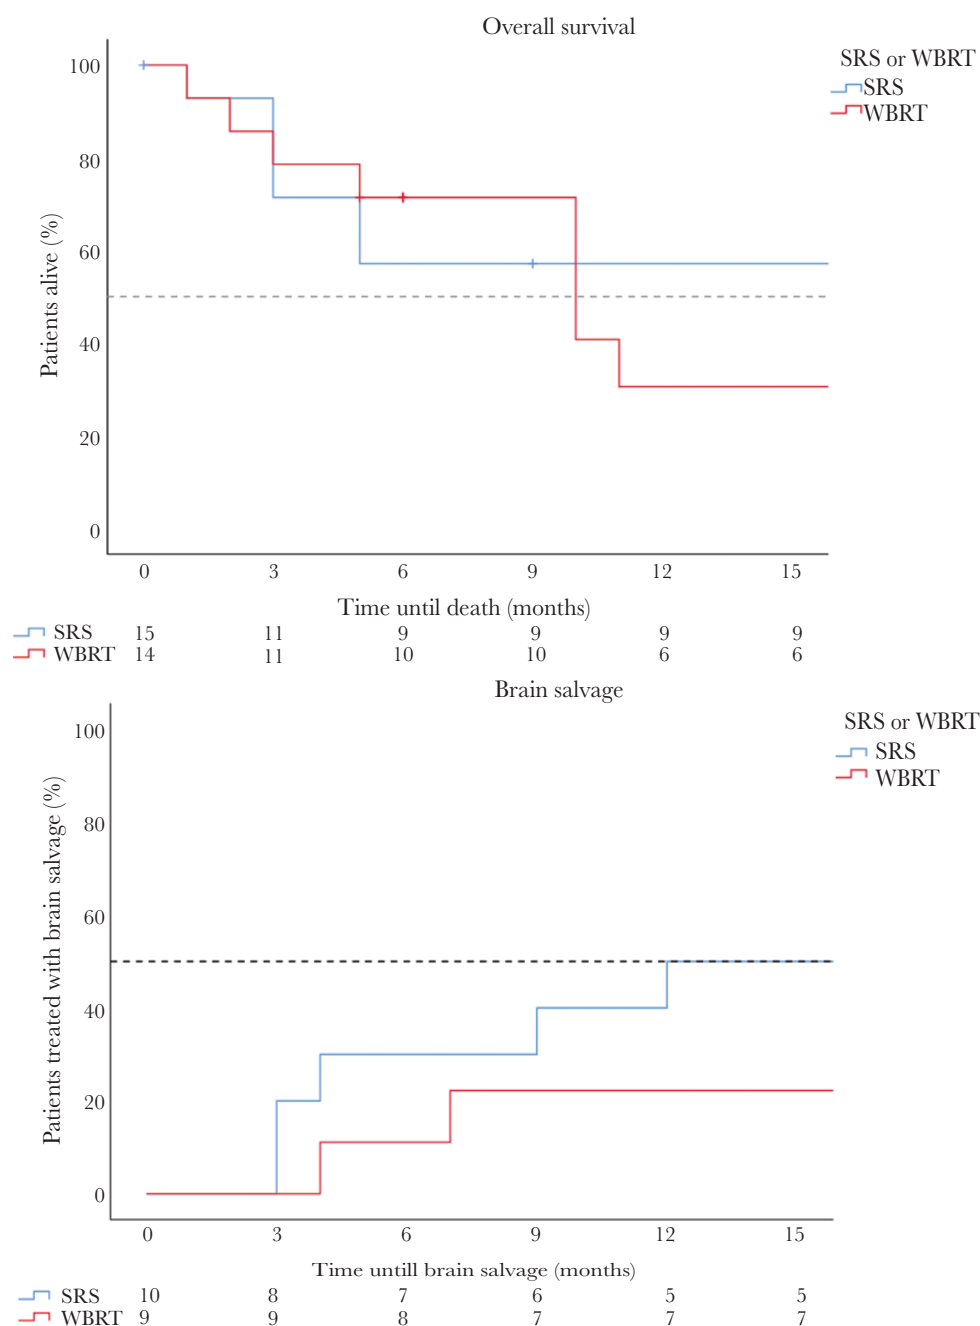 Overall survival
SRS or WBRT
SRS
WBRT
Patients alive (%)
100
80
60
40
20
0
0 3 6 9 12 15
Time until death (months)
SRS 15 11 9 9 9 9
WBRT 14 11 10 10 6 6
Brain salvage
SRS or WBRT
SRS
WBRT
Patients treated with brain salvage (%)
100
80
60
40
20
0
0 3 6 9 12 15
Time untill brain salvage (months)
SRS 10 8 7 6 5 5
WBRT 9 9 8 7 7 7